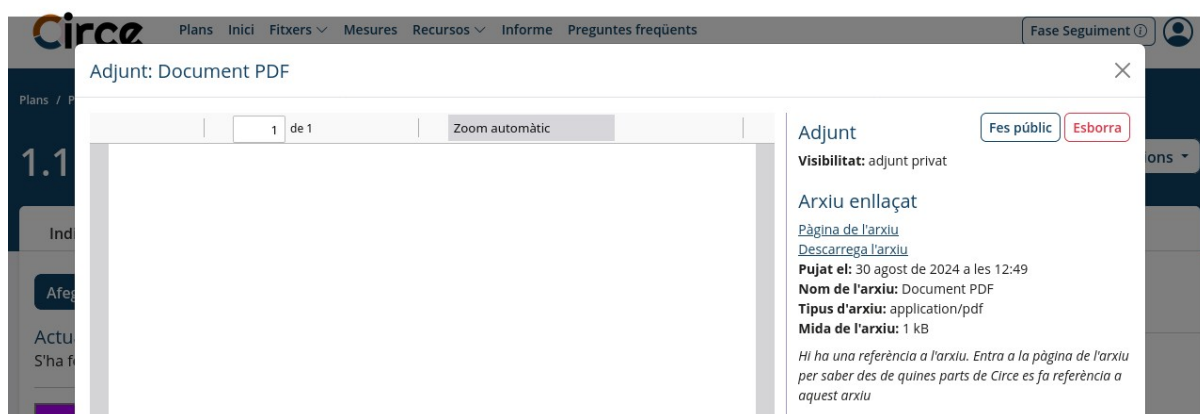 Circe
Plans Inici Fitxers Mesures Recursos Informe Preguntes freqüents
Fase Seguiment
Adjunt: Document PDF
Plans /
1.1
1 de 1
Zoom automàtic
Adjunt
Fes públic Esborra
Visibilitat: adjunt privat
Arxiu enllaçat
Pàgina de l'arxiu
Descarrega l'arxiu
Pujat el: 30 agost de 2024 a les 12:49
Nom de l'arxiu: Document PDF
Tipus d'arxiu: application/pdf
Mida de l'arxiu: 1 kB
Hi ha una referència a l'arxiu. Entra a la pàgina de l'arxiu
per saber des de quines parts de Circe es fa referència a
aquest arxiu
S'ha